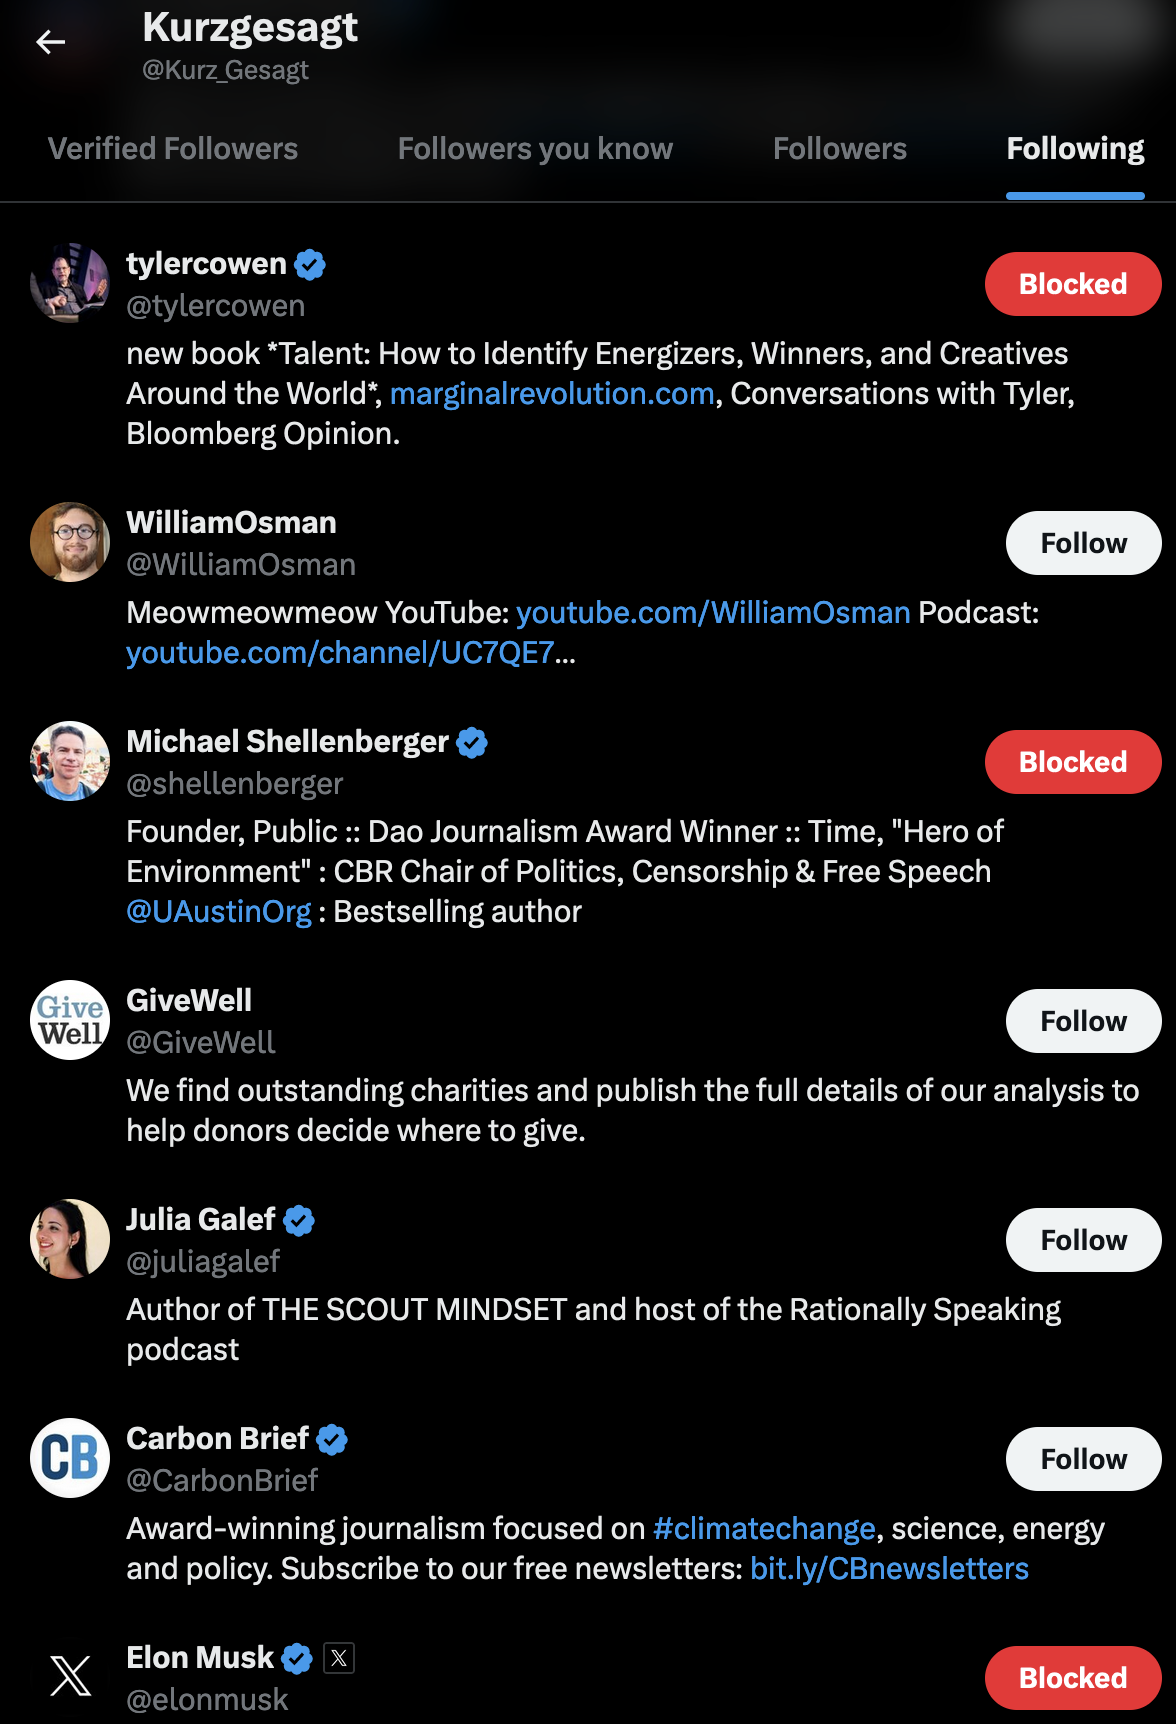 Kurzgesagt
@Kurz_Gesagt
Verified Followers Followers you know Followers Following
tylercowen
@tylercowen
Blocked
new book *Talent: How to Identify Energizers, Winners, and Creatives
Around the World*, marginalrevolution.com, Conversations with Tyler,
Bloomberg Opinion.
WilliamOsman
@WilliamOsman
Follow
Meowmeowmeow YouTube: youtube.com/WilliamOsman Podcast:
youtube.com/channel/UC7QE7...
Michael Shellenberger
@shellenberger
Blocked
Founder, Public :: Dao Journalism Award Winner :: Time, "Hero of
Environment" : CBR Chair of Politics, Censorship & Free Speech
@UAustinOrg : Bestselling author
Give
Well
GiveWell
@GiveWell
Follow
We find outstanding charities and publish the full details of our analysis to
help donors decide where to give.
Julia Galef
@juliagalef
Follow
Author of THE SCOUT MINDSET and host of the Rationally Speaking
podcast
CB
Carbon Brief
@CarbonBrief
Follow
Award-winning journalism focused on #climatechange, science, energy
and policy. Subscribe to our free newsletters: bit.ly/CBnewsletters
X
Elon Musk X
@elonmusk
Blocked